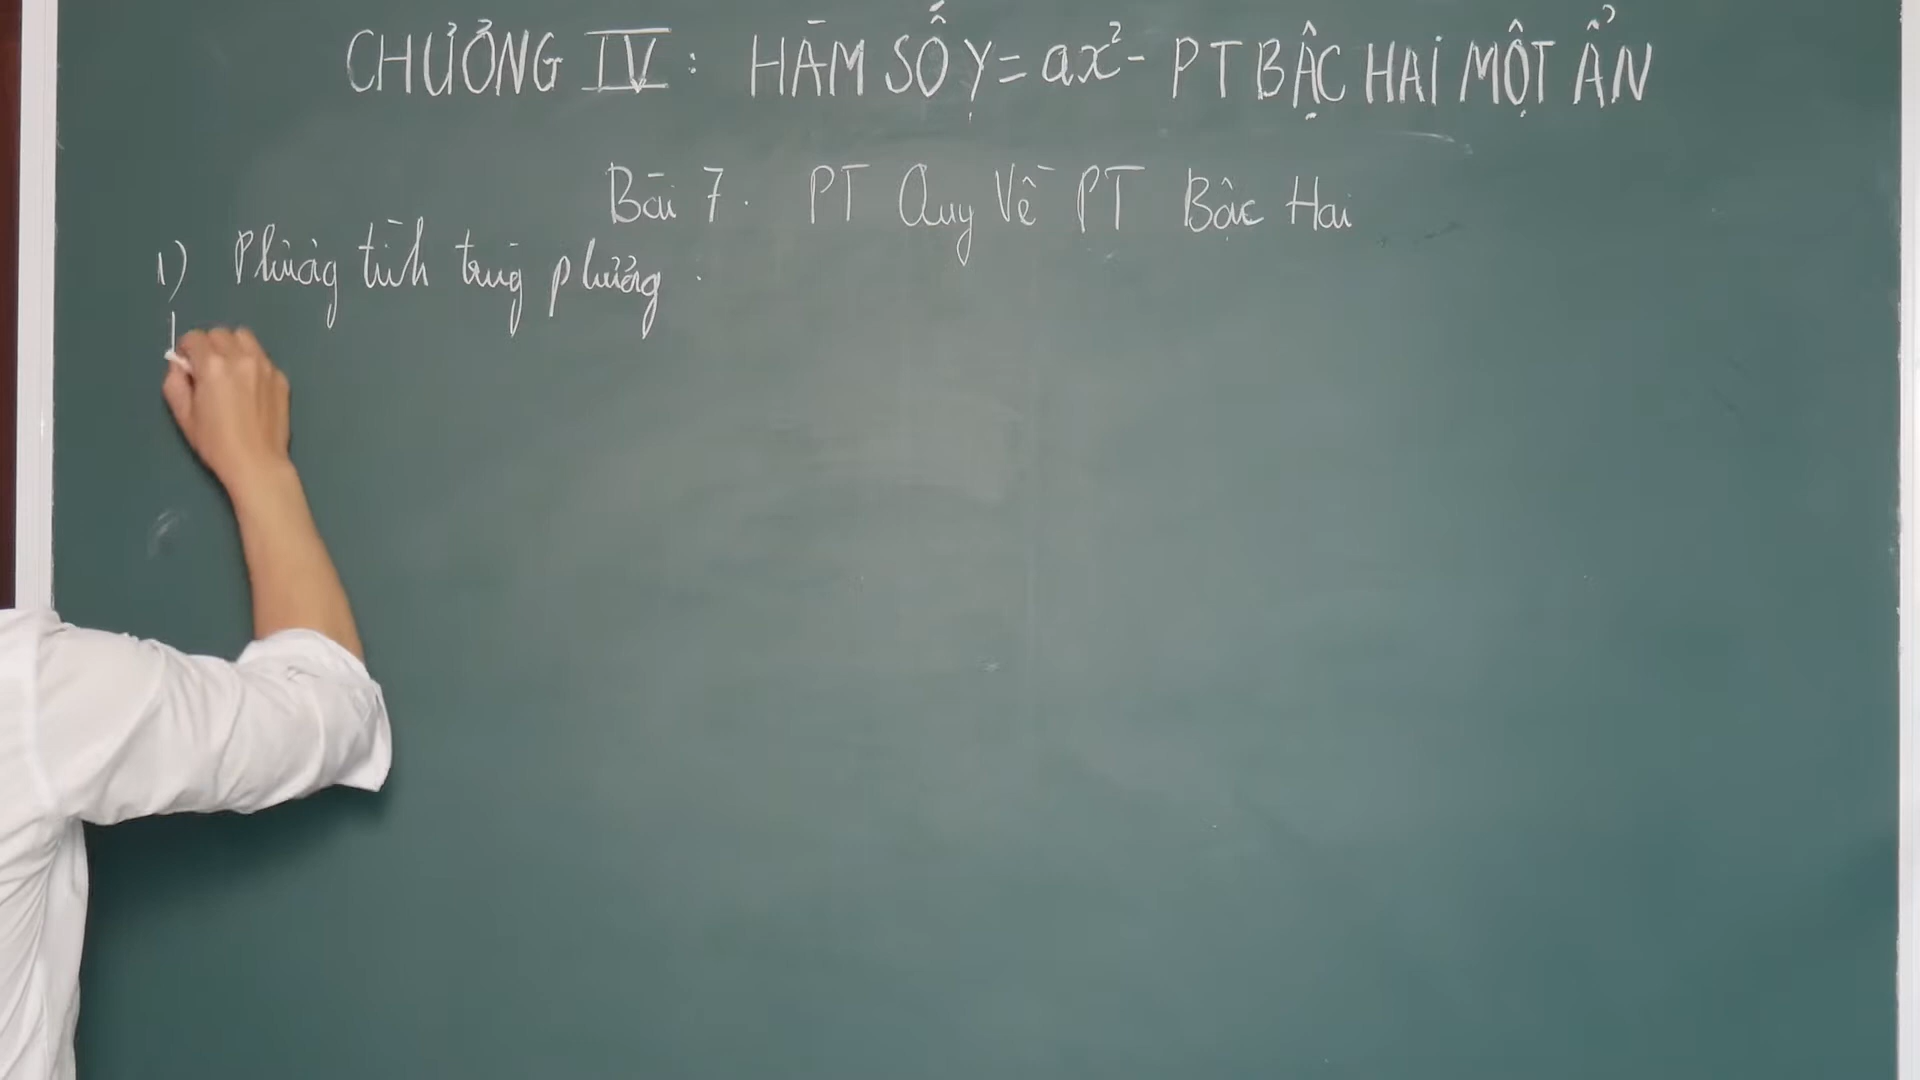 CHƯƠNG IV: HÀM SỐ Y = ax² - PT BẬC HAI MỘT ẨN
Bài 7. PT Quy Về PT Bậc Hai
1) Phương tình trùng phương.